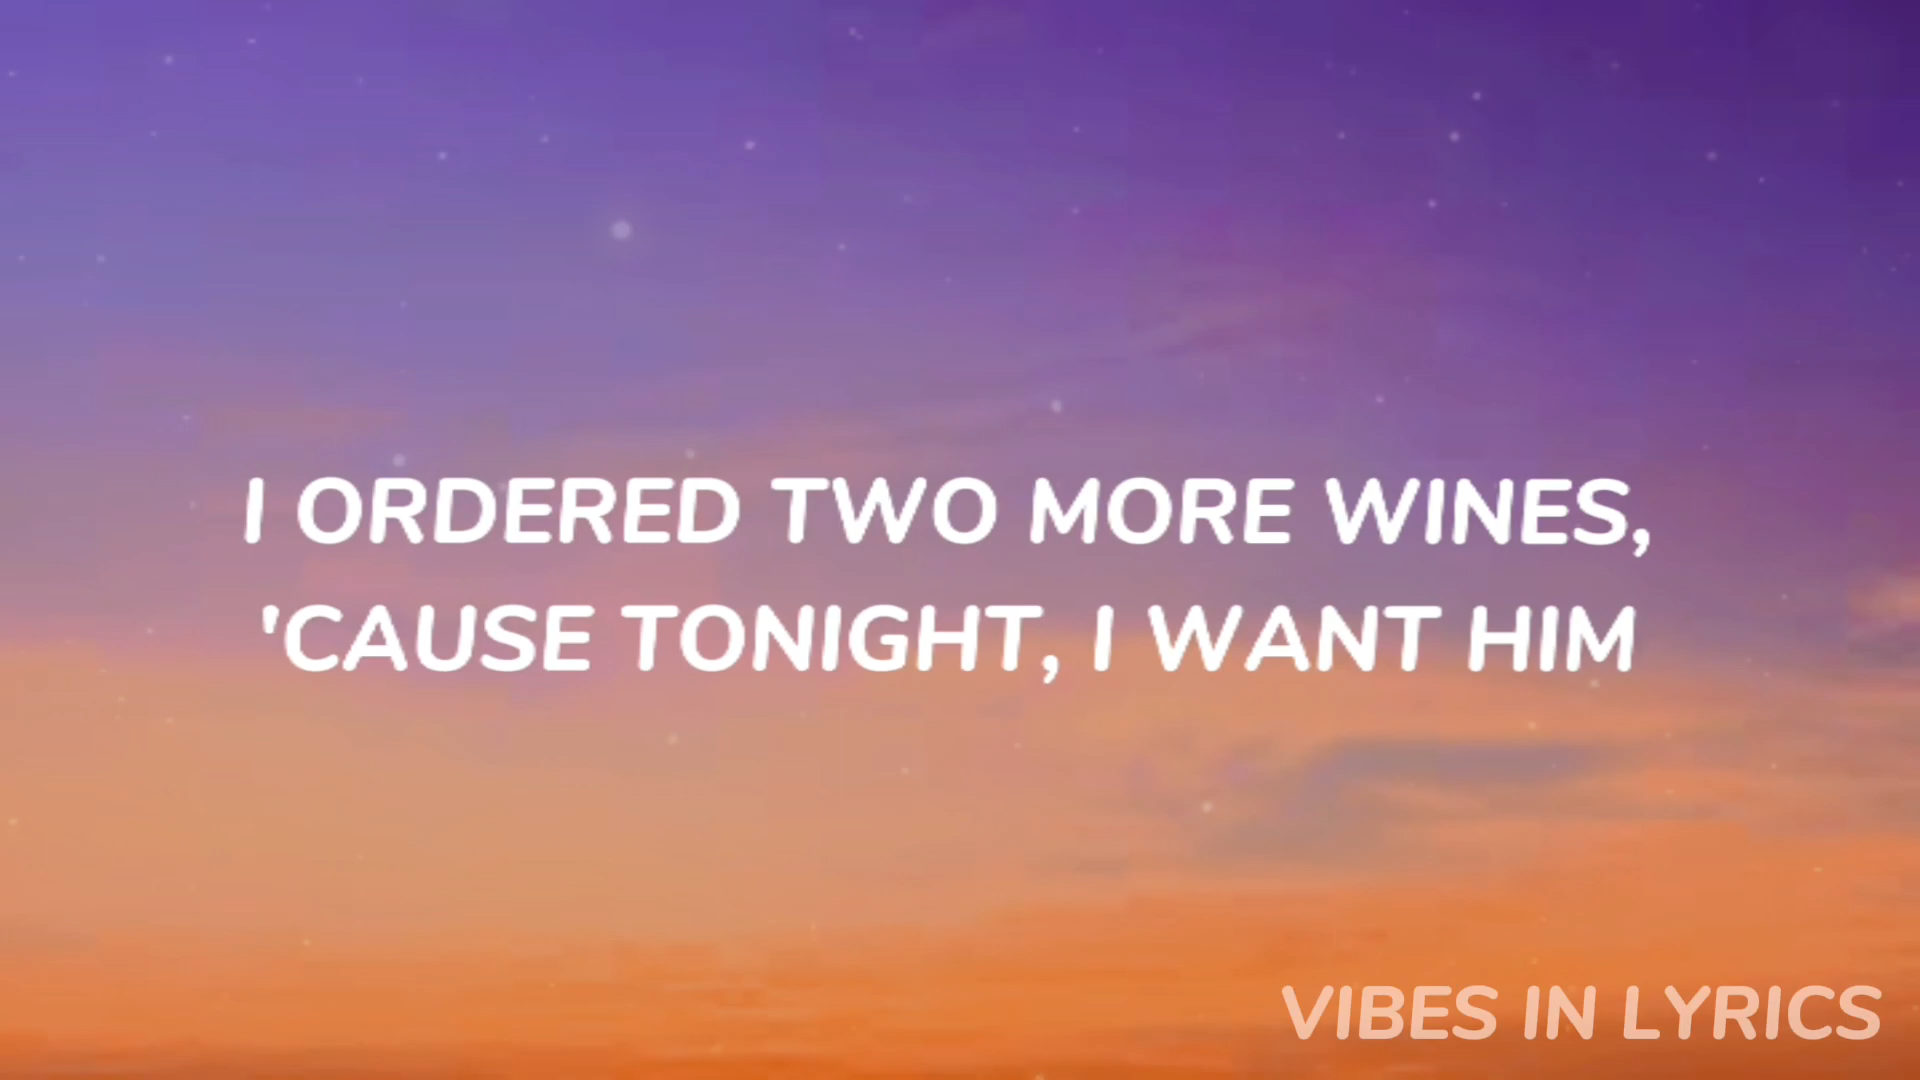 I ORDERED TWO MORE WINES,
'CAUSE TONIGHT, I WANT HIM
VIBES IN LYRICS